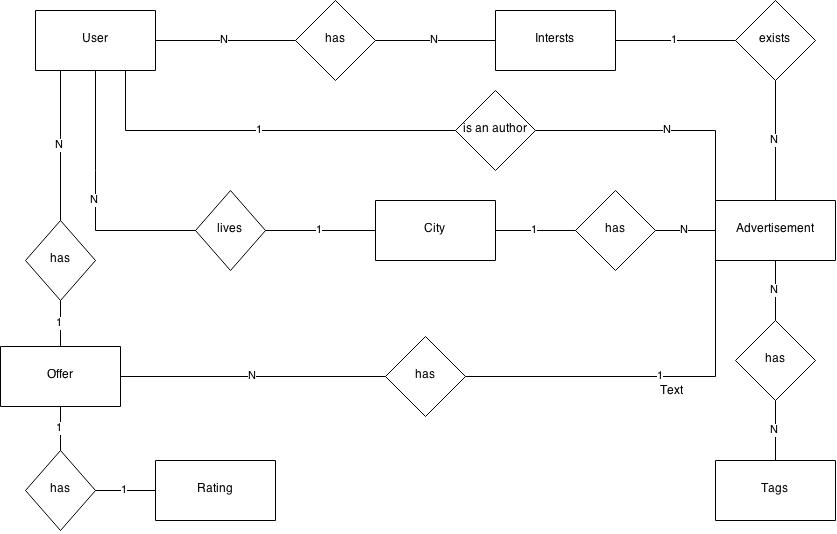 User
N
has
N
Intersts
1
exists
1
is an author
N
N
N
N
lives
1
City
1
has
N
Advertisement
has
N
1
has
Offer
N
has
1
Text
N
1
has
1
Rating
Tags